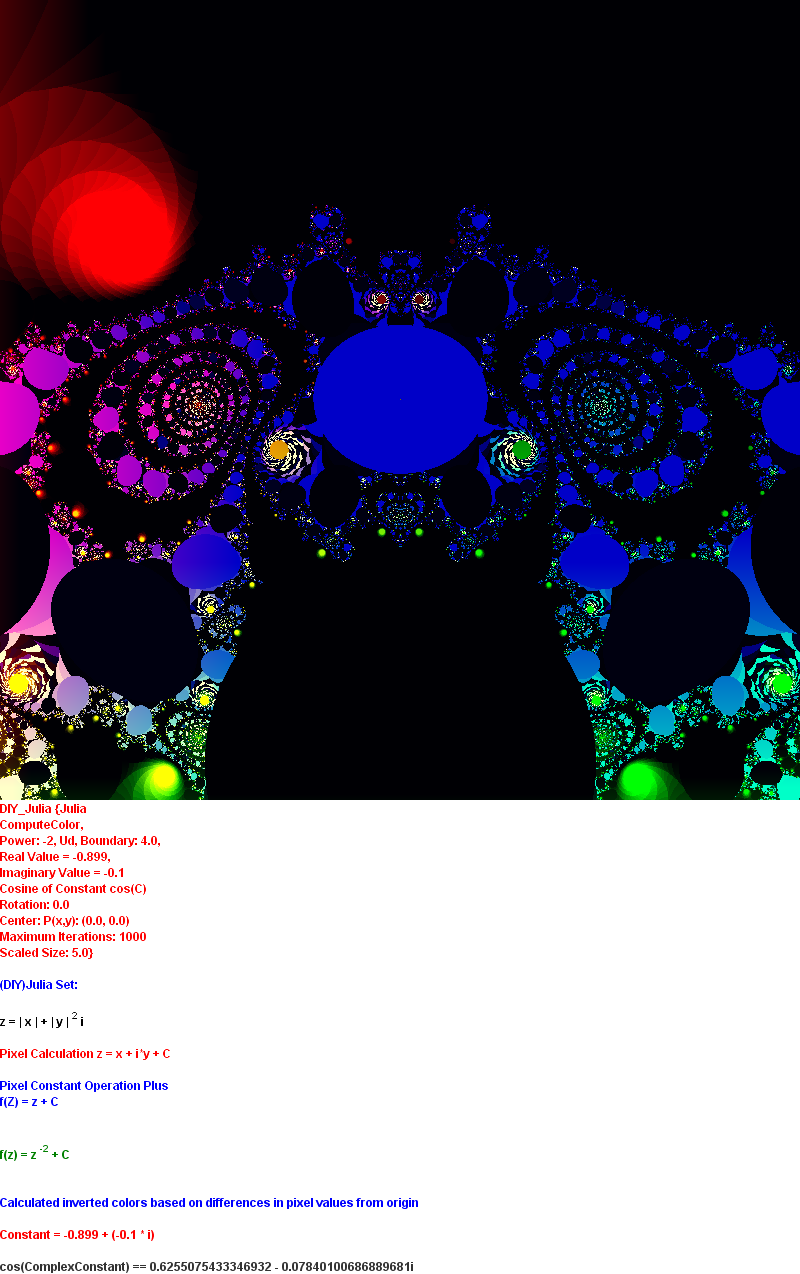 DIY_Julia {Julia
ComputeColor,
Power: -2, Ud, Boundary: 4.0,
Real Value = -0.899,
Imaginary Value = -0.1
Cosine of Constant cos(C)
Rotation: 0.0
Center: P(x,y): (0.0, 0.0)
Maximum Iterations: 1000
Scaled Size: 5.0}
(DIY)Julia Set:
z = | x | + | y | ² i
Pixel Calculation z = x + i*y + C
Pixel Constant Operation Plus
f(Z) = z + C
f(z) = z ⁻² + C
Calculated inverted colors based on differences in pixel values from origin
Constant = -0.899 + (-0.1 * i)
cos(ComplexConstant) == 0.6255075433346932 - 0.07840100686889681i